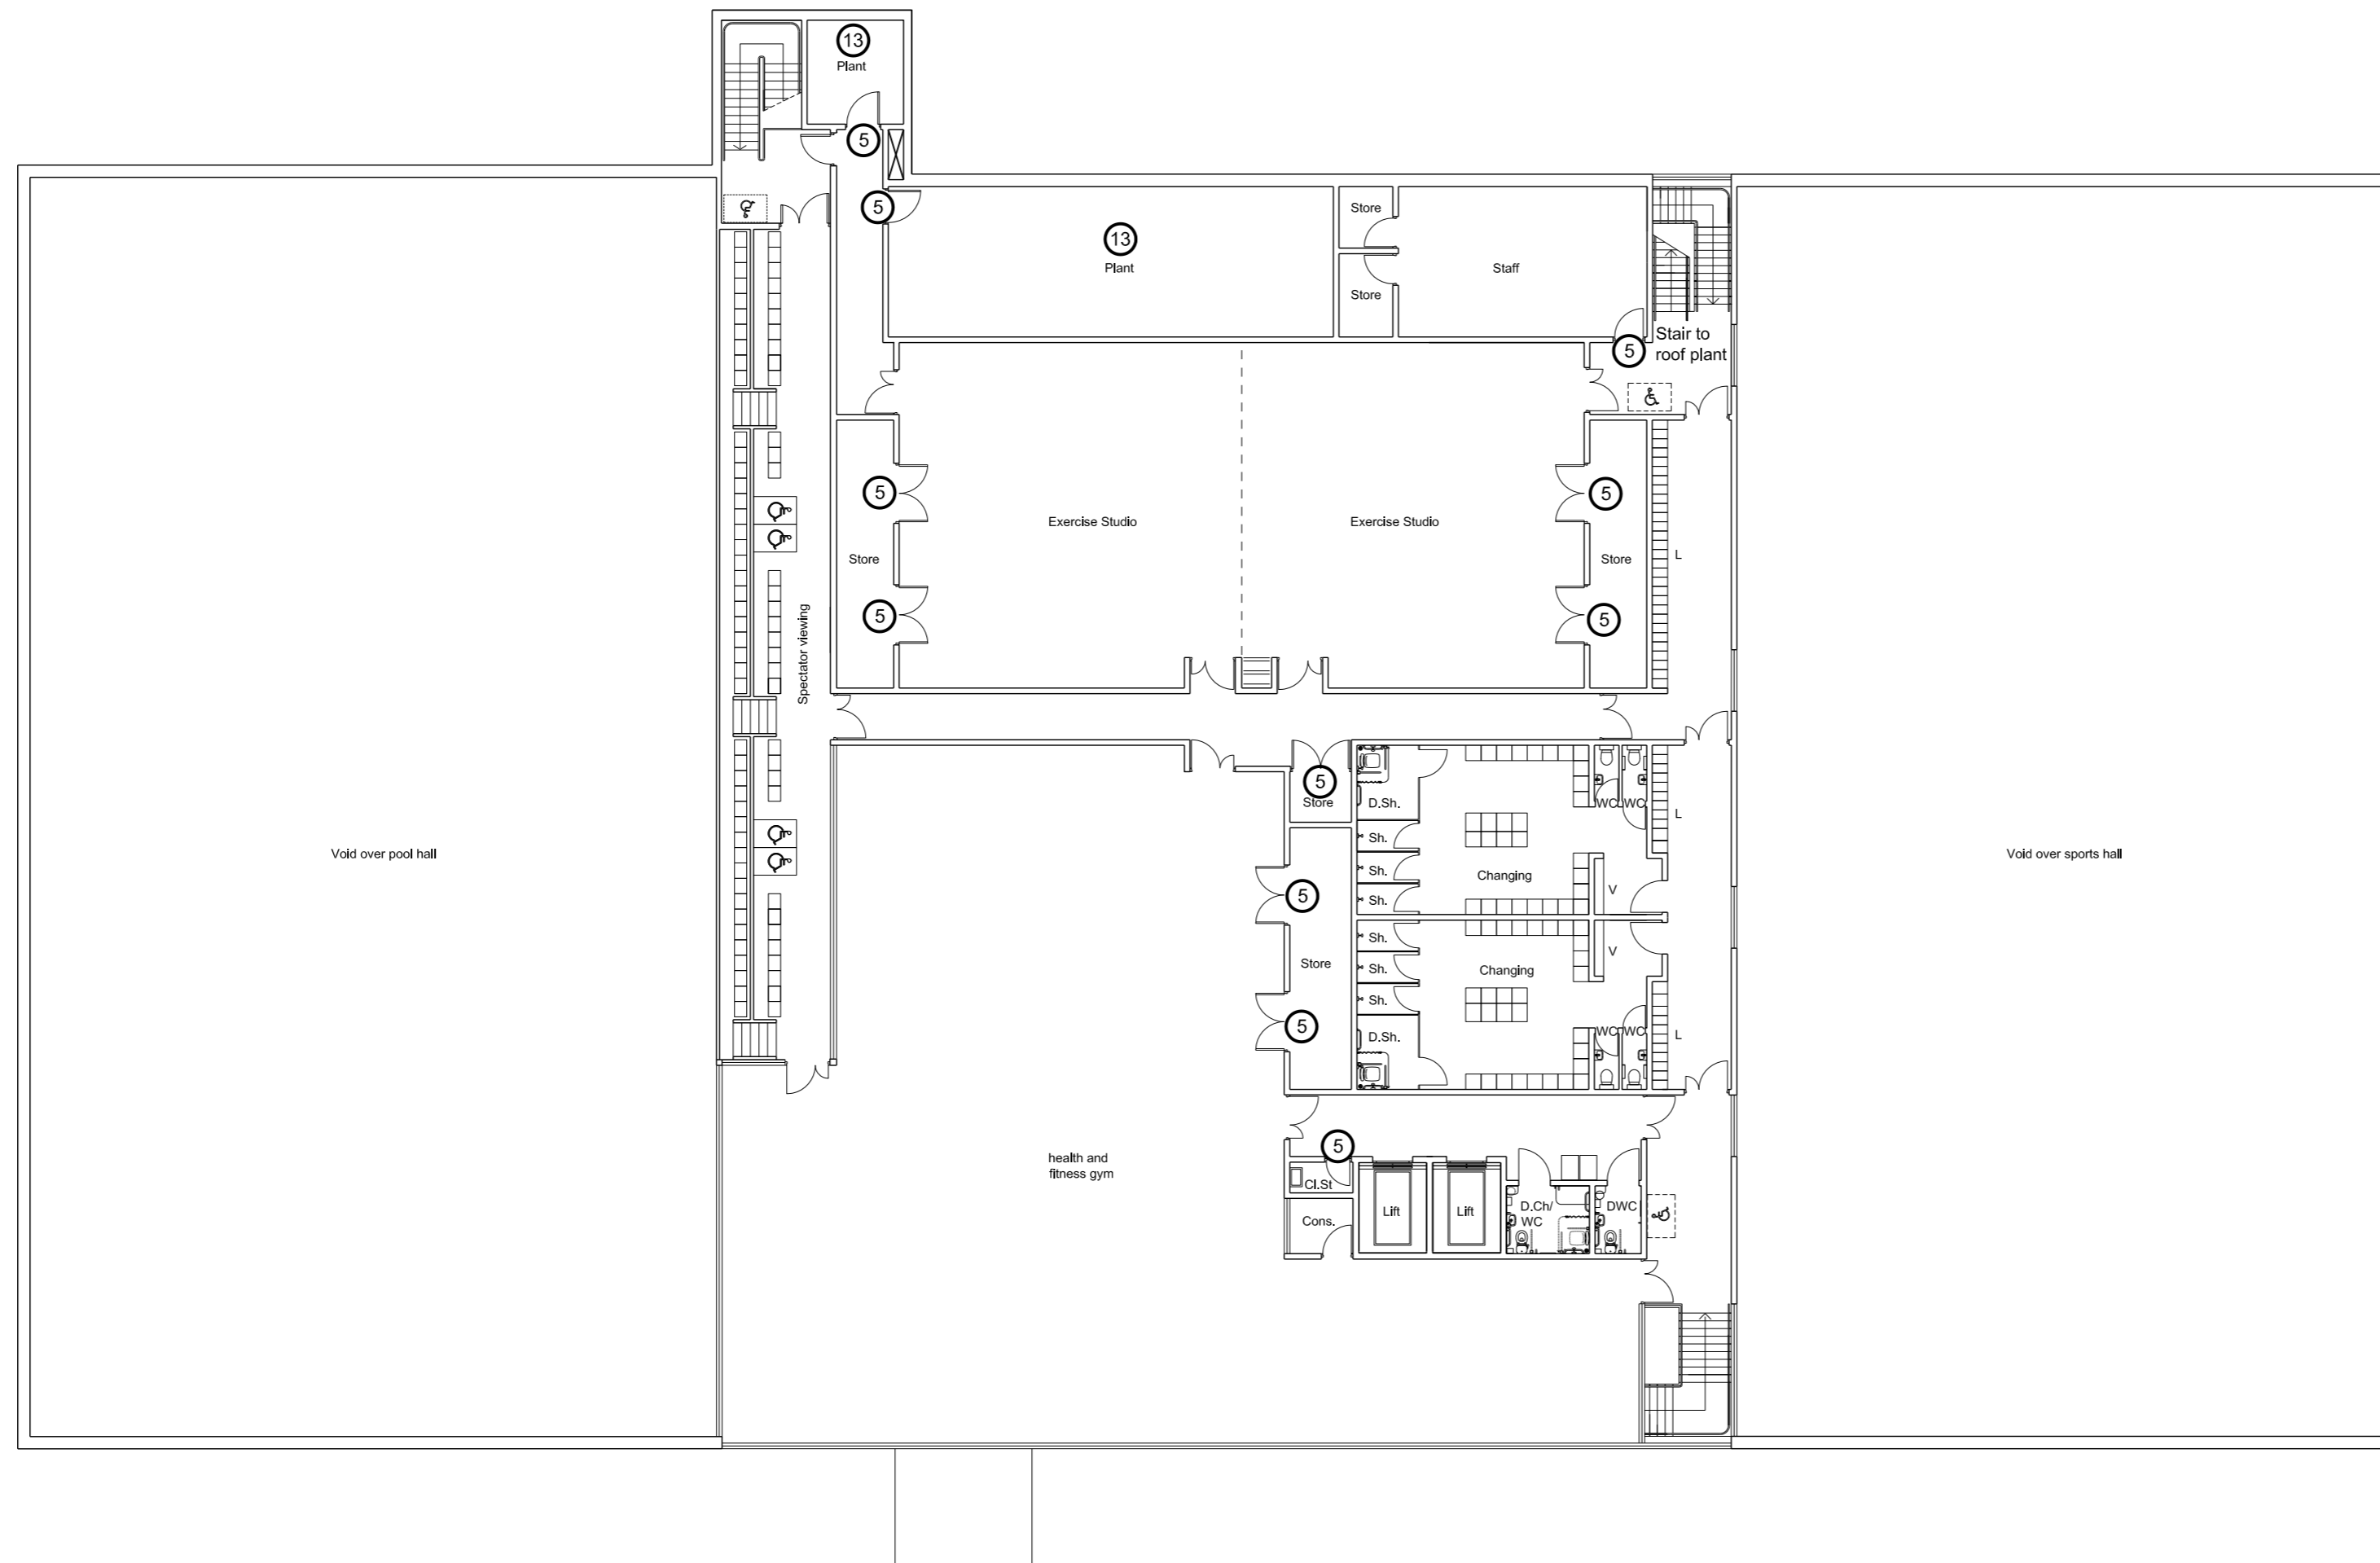 13
Plant
5
5
13
Plant
Store
Store
Staff
5
Stair to
roof plant
5
5
Exercise Studio
Exercise Studio
Store
Store
L
5
5
Spectator viewing
5
Store
D.Sh.
WC
WC
L
Sh.
Sh.
Sh.
Changing
V
Void over pool hall
Void over sports hall
5
Sh.
Sh.
Sh.
Changing
V
Store
5
D.Sh.
WC
WC
L
health and
fitness gym
5
Cl.St
Cons.
Lift
Lift
D.Ch/
WC
DWC